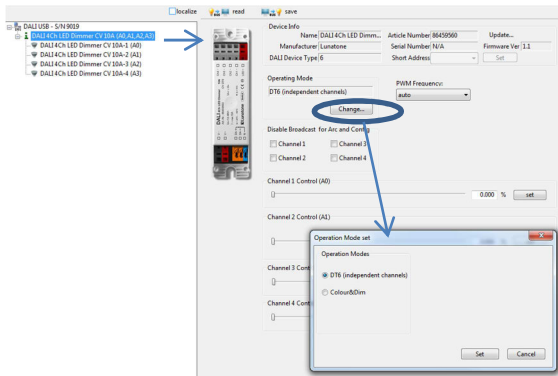 localize
read
save
DALI USB - S/N 9019
DALI 4Ch LED Dimmer CV 10A (A0,A1,A2,A3)
DALI 4Ch LED Dimmer CV 10A-1 (A0)
DALI 4Ch LED Dimmer CV 10A-2 (A1)
DALI 4Ch LED Dimmer CV 10A-3 (A2)
DALI 4Ch LED Dimmer CV 10A-4 (A3)
Device Info
Name DALI 4Ch LED Dimm... Article Number 86459560 Update...
Manufacturer Lunatone Serial Number N/A Firmware Ver 1.1
DALI Device Type 6 Short Address Set
Operating Mode
DT6 (independent channels)
Change...
PWM Frequency:
auto
Disable Broadcast for Arc and Config
Channel 1 Channel 3
Channel 2 Channel 4
Channel 1 Control (A0)
0.000 % set
Channel 2 Control (A1)
Channel 3 Cont
Channel 4 Cont
Operation Mode set
Operation Modes
DT6 (independent channels)
Colour&Dim
Set Cancel